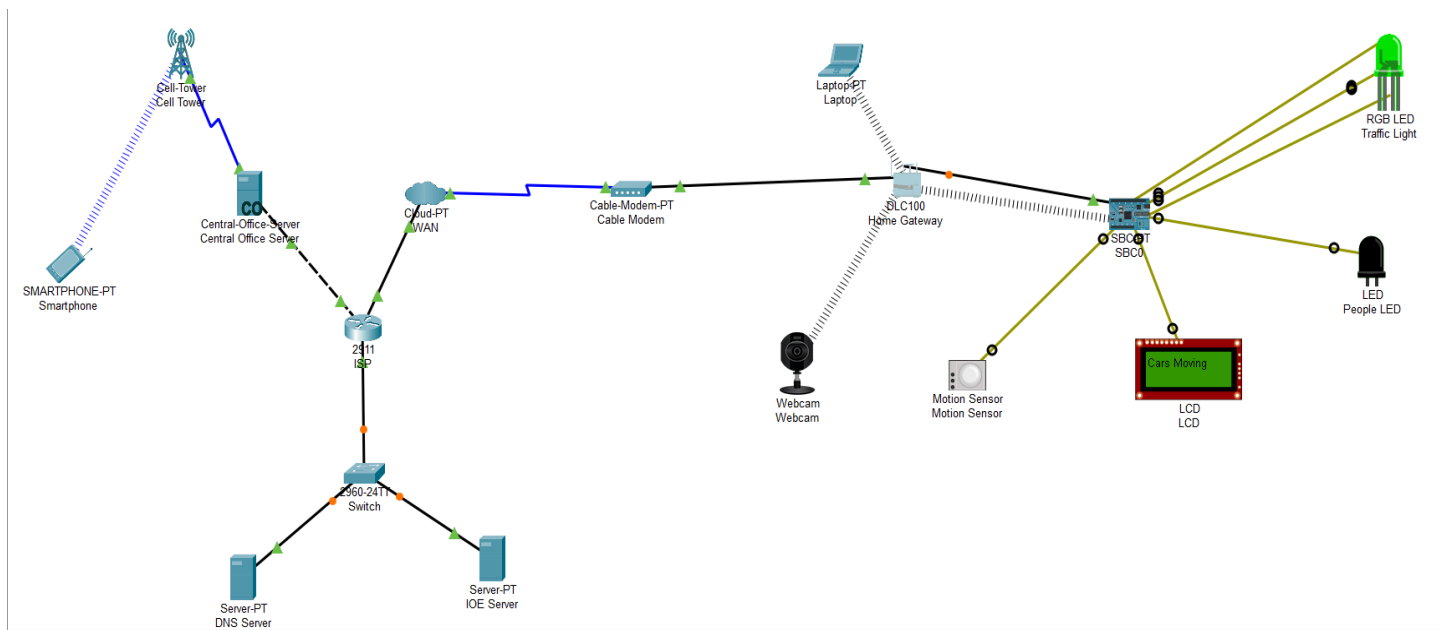 Cell-Tower
Cell Tower
Laptop-PT
Laptop
RGB LED
Traffic Light
CO
Central-Office-Server
Central Office Server
Cloud-PT
WAN
Cable-Modem-PT
Cable Modem
DLC100
Home Gateway
SBC-PT
SBC0
SMARTPHONE-PT
Smartphone
LED
People LED
2911
ISP
Cars Moving
Webcam
Webcam
Motion Sensor
Motion Sensor
LCD
LCD
2960-24TT
Switch
Server-PT
IOE Server
Server-PT
DNS Server